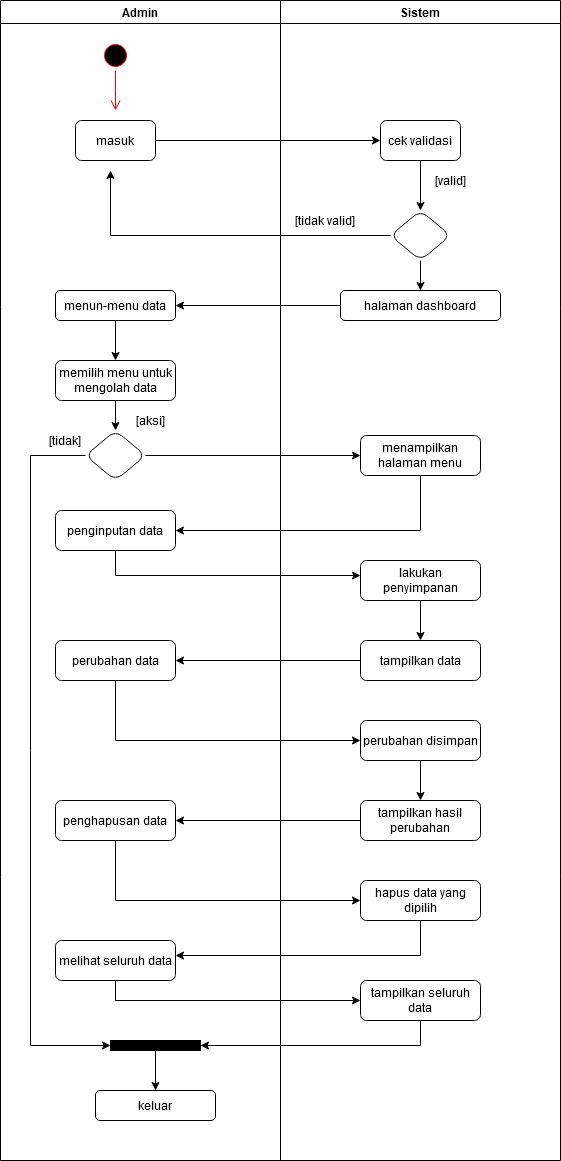 Admin
Sistem
masuk
cek validasi
[valid]
[tidak valid]
menun-menu data
halaman dashboard
memilih menu untuk
mengolah data
[aksi]
[tidak]
menampilkan
halaman menu
penginputan data
lakukan
penyimpanan
perubahan data
tampilkan data
perubahan disimpan
penghapusan data
tampilkan hasil
perubahan
hapus data yang
dipilih
melihat seluruh data
tampilkan seluruh
data
keluar